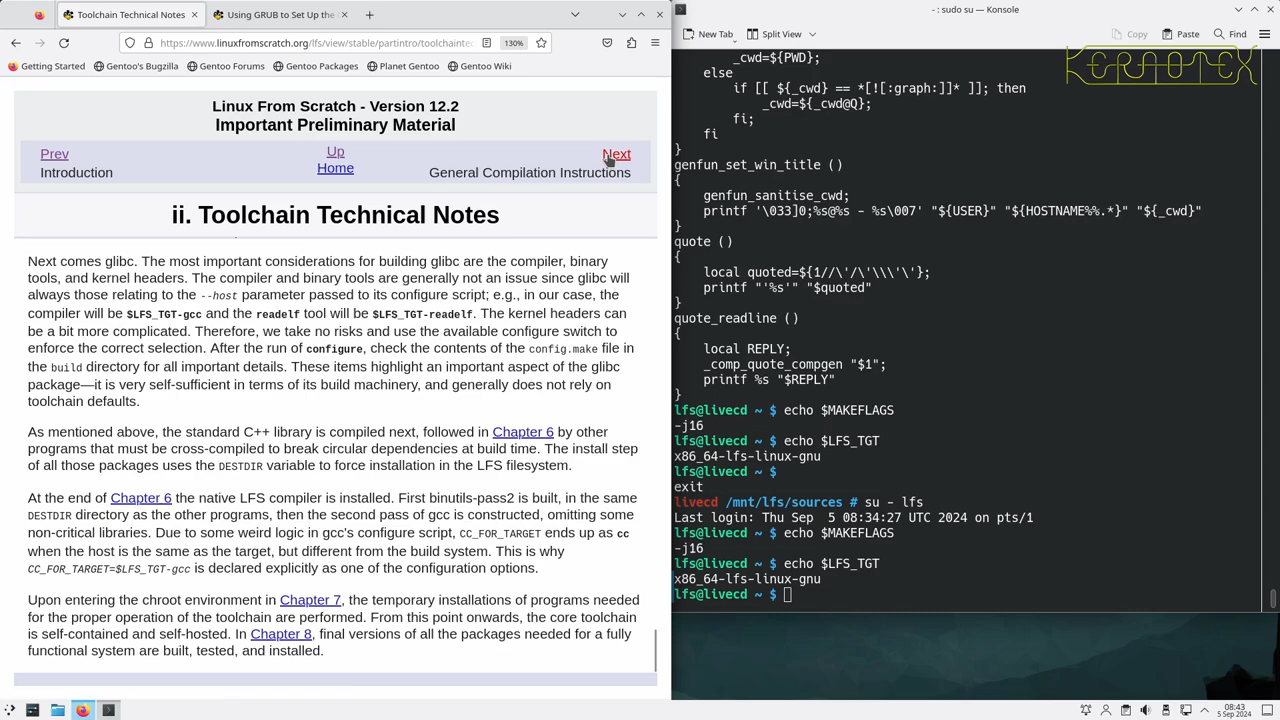 Toolchain Technical Notes
Using GRUB to Set Up the
https://www.linuxfromscratch.org/lfs/view/stable/partintro/toolchaintec
130%
Getting Started
Gentoo's Bugzilla
Gentoo Forums
Gentoo Packages
Planet Gentoo
Gentoo Wiki
Linux From Scratch - Version 12.2
Important Preliminary Material
Prev
Up
Next
Introduction
Home
General Compilation Instructions
ii. Toolchain Technical Notes
Next comes glibc. The most important considerations for building glibc are the compiler, binary
tools, and kernel headers. The compiler and binary tools are generally not an issue since glibc will
always those relating to the --host parameter passed to its configure script; e.g., in our case, the
compiler will be $LFS_TGT-gcc and the readelf tool will be $LFS_TGT-readelf. The kernel headers can
be a bit more complicated. Therefore, we take no risks and use the available configure switch to
enforce the correct selection. After the run of configure, check the contents of the config.make file in
the build directory for all important details. These items highlight an important aspect of the glibc
package—it is very self-sufficient in terms of its build machinery, and generally does not rely on
toolchain defaults.
As mentioned above, the standard C++ library is compiled next, followed in Chapter 6 by other
programs that must be cross-compiled to break circular dependencies at build time. The install step
of all those packages uses the DESTDIR variable to force installation in the LFS filesystem.
At the end of Chapter 6 the native LFS compiler is installed. First binutils-pass2 is built, in the same
DESTDIR directory as the other programs, then the second pass of gcc is constructed, omitting some
non-critical libraries. Due to some weird logic in gcc's configure script, CC_FOR_TARGET ends up as cc
when the host is the same as the target, but different from the build system. This is why
CC_FOR_TARGET=$LFS_TGT-gcc is declared explicitly as one of the configuration options.
Upon entering the chroot environment in Chapter 7, the temporary installations of programs needed
for the proper operation of the toolchain are performed. From this point onwards, the core toolchain
is self-contained and self-hosted. In Chapter 8, final versions of all the packages needed for a fully
functional system are built, tested, and installed.
- : sudo su — Konsole
New Tab
Split View
Copy
Paste
Find
KERNOTEX
_cwd=${PWD};
else
if [[ ${_cwd} == *[![:graph:]]* ]]; then
_cwd=${_cwd@Q};
fi;
fi
}
genfun_set_win_title ()
{
genfun_sanitise_cwd;
printf '\033]0;%s@%s - %s\007' "${USER}" "${HOSTNAME%%.*}" "${_cwd}"
}
quote ()
{
local quoted=${1//\'/\'\\\'\'};
printf "'%s'" "$quoted"
}
quote_readline ()
{
local REPLY;
_comp_quote_compgen "$1";
printf %s "$REPLY"
}
lfs@livecd ~ $ echo $MAKEFLAGS
-j16
lfs@livecd ~ $ echo $LFS_TGT
x86_64-lfs-linux-gnu
lfs@livecd ~ $
exit
livecd /mnt/lfs/sources # su - lfs
Last login: Thu Sep  5 08:34:27 UTC 2024 on pts/1
lfs@livecd ~ $ echo $MAKEFLAGS
-j16
lfs@livecd ~ $ echo $LFS_TGT
x86_64-lfs-linux-gnu
lfs@livecd ~ $
08:43
5 Sep 2024